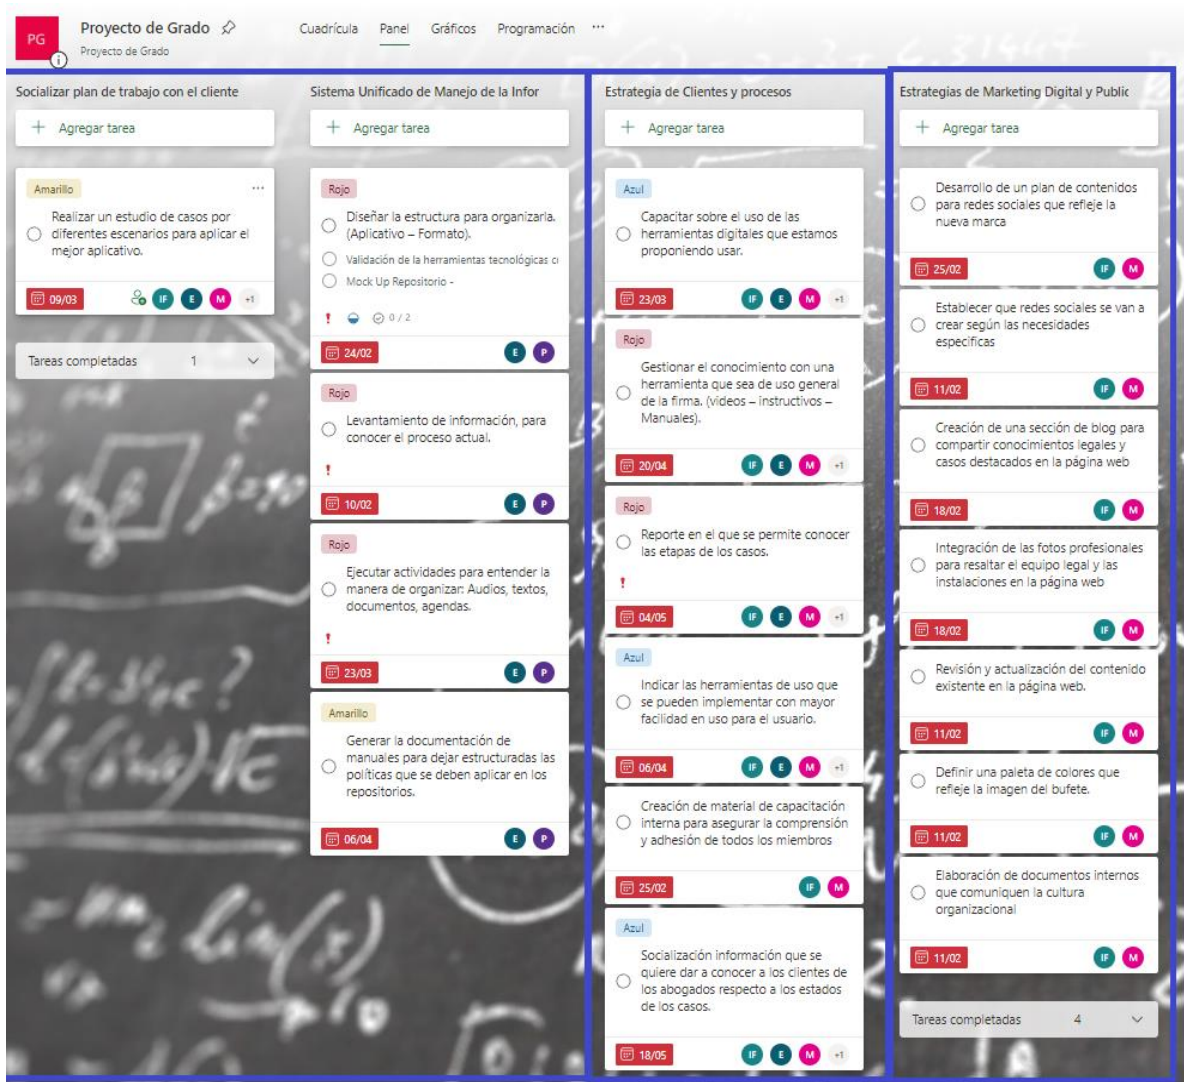 PG
Proyecto de Grado
Proyecto de Grado
Cuadrícula Panel Gráficos Programación ...
Socializar plan de trabajo con el cliente
+ Agregar tarea
Amarillo ...
Realizar un estudio de casos por
diferentes escenarios para aplicar el
mejor aplicativo.
09/03 IF E M +1
Tareas completadas 1
Sistema Unificado de Manejo de la Infor
+ Agregar tarea
Rojo
Diseñar la estructura para organizarla.
(Aplicativo – Formato).
Validación de la herramientas tecnológicas
Mock Up Repositorio -
0 / 2
24/02 E P
Rojo
Levantamiento de información, para
conocer el proceso actual.
10/02 E P
Rojo
Ejecutar actividades para entender la
manera de organizar: Audios, textos,
documentos, agendas.
23/03 E P
Amarillo
Generar la documentación de
manuales para dejar estructuradas las
políticas que se deben aplicar en los
repositorios.
06/04 E P
Estrategia de Clientes y procesos
+ Agregar tarea
Azul
Capacitar sobre el uso de las
herramientas digitales que estamos
proponiendo usar.
23/03 IF E M +1
Rojo
Gestionar el conocimiento con una
herramienta que sea de uso general
de la firma. (videos – instructivos –
Manuales).
20/04 IF E M +1
Rojo
Reporte en el que se permite conocer
las etapas de los casos.
04/05 IF E M +1
Azul
Indicar las herramientas de uso que
se pueden implementar con mayor
facilidad en uso para el usuario.
06/04 IF E M +1
Creación de material de capacitación
interna para asegurar la comprensión
y adhesión de todos los miembros
25/02 IF M
Azul
Socialización información que se
quiere dar a conocer a los clientes de
los abogados respecto a los estados
de los casos.
18/05 IF E M +1
Estrategias de Marketing Digital y Public
+ Agregar tarea
Desarrollo de un plan de contenidos
para redes sociales que refleje la
nueva marca
25/02 IF M
Establecer que redes sociales se van a
crear según las necesidades
especificas
11/02 IF M
Creación de una sección de blog para
compartir conocimientos legales y
casos destacados en la página web
18/02 IF M
Integración de las fotos profesionales
para resaltar el equipo legal y las
instalaciones en la página web
18/02 IF M
Revisión y actualización del contenido
existente en la página web.
11/02 IF M
Definir una paleta de colores que
refleje la imagen del bufete.
11/02 IF M
Elaboración de documentos internos
que comuniquen la cultura
organizacional
11/02 IF M
Tareas completadas 4